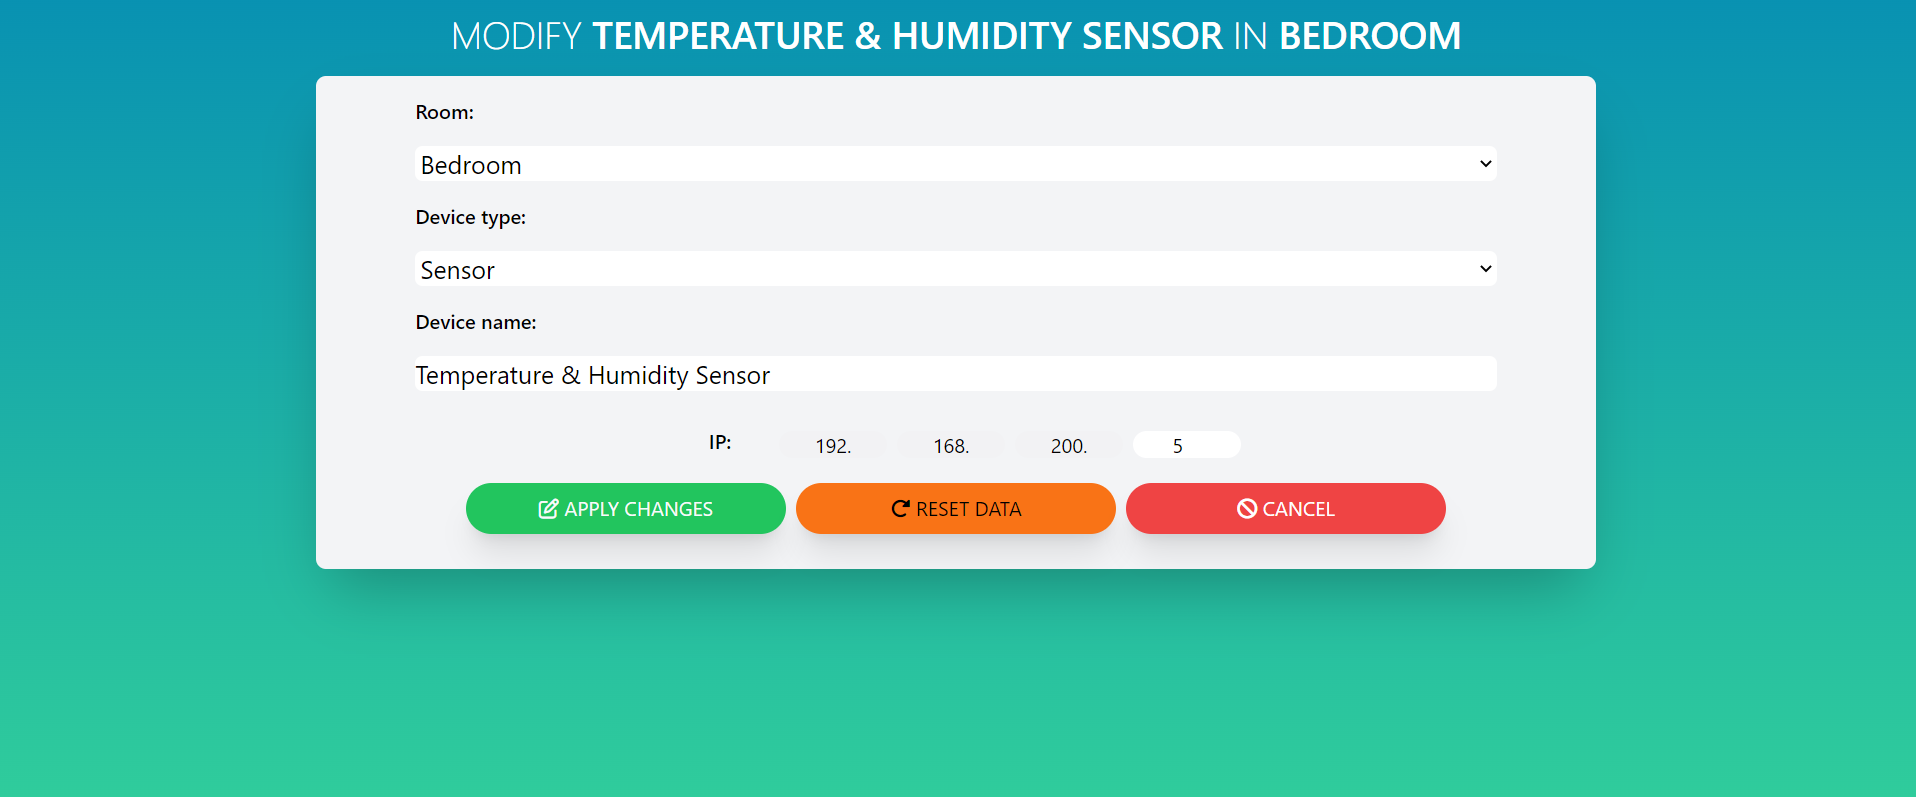 MODIFY TEMPERATURE & HUMIDITY SENSOR IN BEDROOM
Room:
Bedroom
Device type:
Sensor
Device name:
Temperature & Humidity Sensor
IP: 192. 168. 200. 5
APPLY CHANGES RESET DATA CANCEL